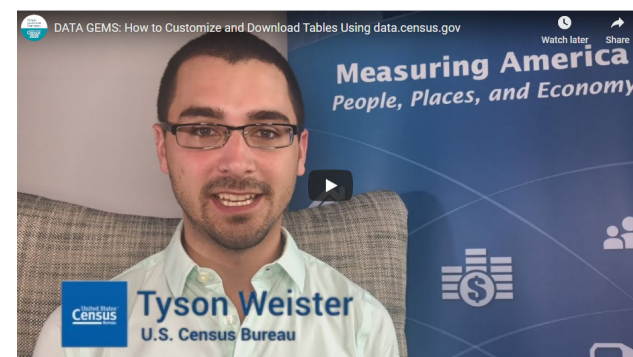 DATA GEMS: How to Customize and Download Tables Using data.census.gov
Watch later
Share
Measuring America
People, Places, and Economy
United States®
Census
Bureau
Tyson Weister
U.S. Census Bureau